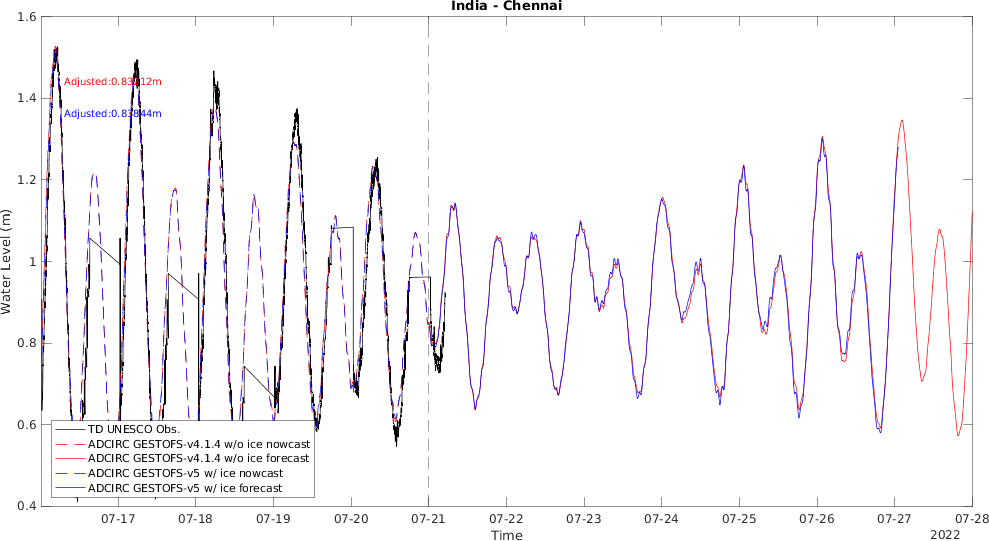 India - Chennai
1.6
1.4
1.2
1
0.8
0.6
0.4
Water Level (m)
Adjusted:0.83844m
TD UNESCO Obs.
ADCIRC GESTOFS-v4.1.4 w/o ice nowcast
ADCIRC GESTOFS-v4.1.4 w/o ice forecast
ADCIRC GESTOFS-v5 w/ ice nowcast
ADCIRC GESTOFS-v5 w/ ice forecast
07-17 07-18 07-19 07-20 07-21 07-22 07-23 07-24 07-25 07-26 07-27 07-28
Time
2022